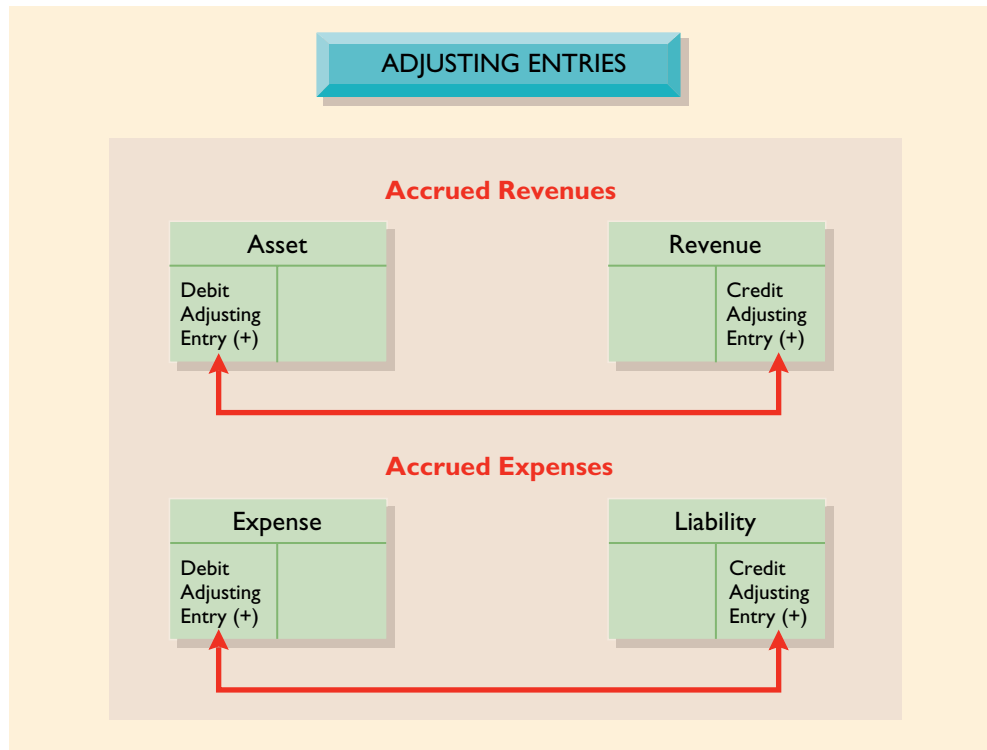 ADJUSTING ENTRIES
Accrued Revenues
Asset
Debit
Adjusting
Entry (+)
Revenue
Credit
Adjusting
Entry (+)
Accrued Expenses
Expense
Debit
Adjusting
Entry (+)
Liability
Credit
Adjusting
Entry (+)